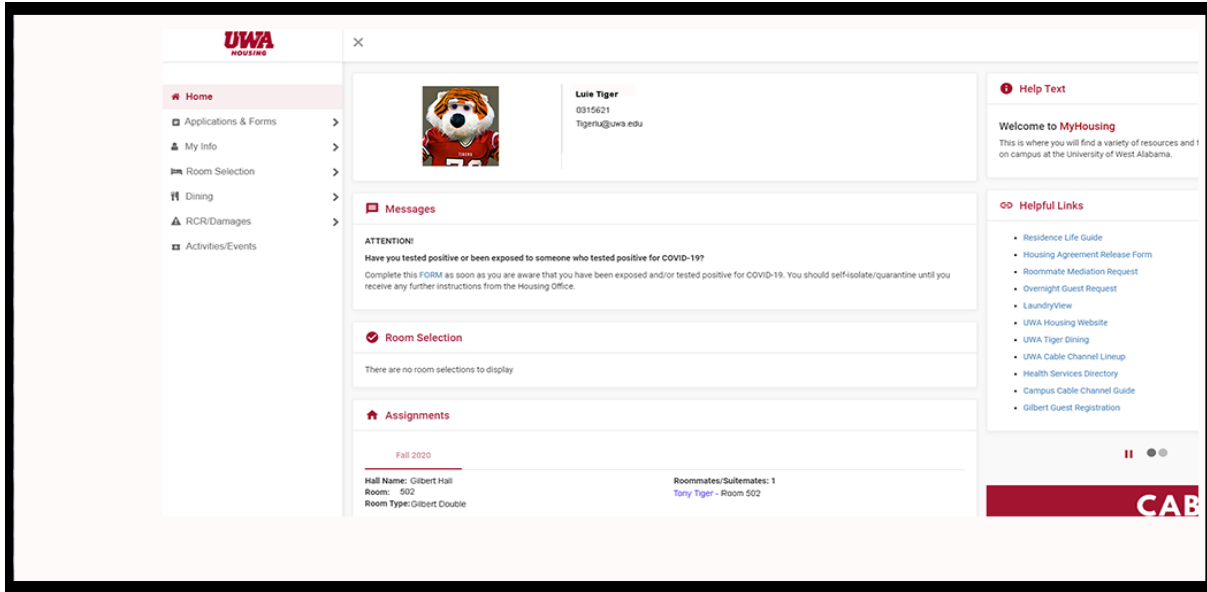 UWA
HOUSING
Home
Applications & Forms
My Info
Room Selection
Dining
RCR/Damages
Activities/Events
Luie Tiger
0315621
Tigerlu@uwa.edu
TIGERS
Messages
ATTENTION!
Have you tested positive or been exposed to someone who tested positive for COVID-19?
Complete this FORM as soon as you are aware that you have been exposed and/or tested positive for COVID-19. You should self-isolate/quarantine until you
receive any further instructions from the Housing Office.
Room Selection
There are no room selections to display
Assignments
Fall 2020
Hall Name: Gilbert Hall
Room: 502
Room Type: Gilbert Double
Roommates/Suitemates: 1
Tony Tiger - Room 502
Help Text
Welcome to MyHousing
This is where you will find a variety of resources and
on campus at the University of West Alabama.
Helpful Links
Residence Life Guide
Housing Agreement Release Form
Roommate Mediation Request
Overnight Guest Request
LaundryView
UWA Housing Website
UWA Tiger Dining
UWA Cable Channel Lineup
Health Services Directory
Campus Cable Channel Guide
Gilbert Guest Registration
CAB